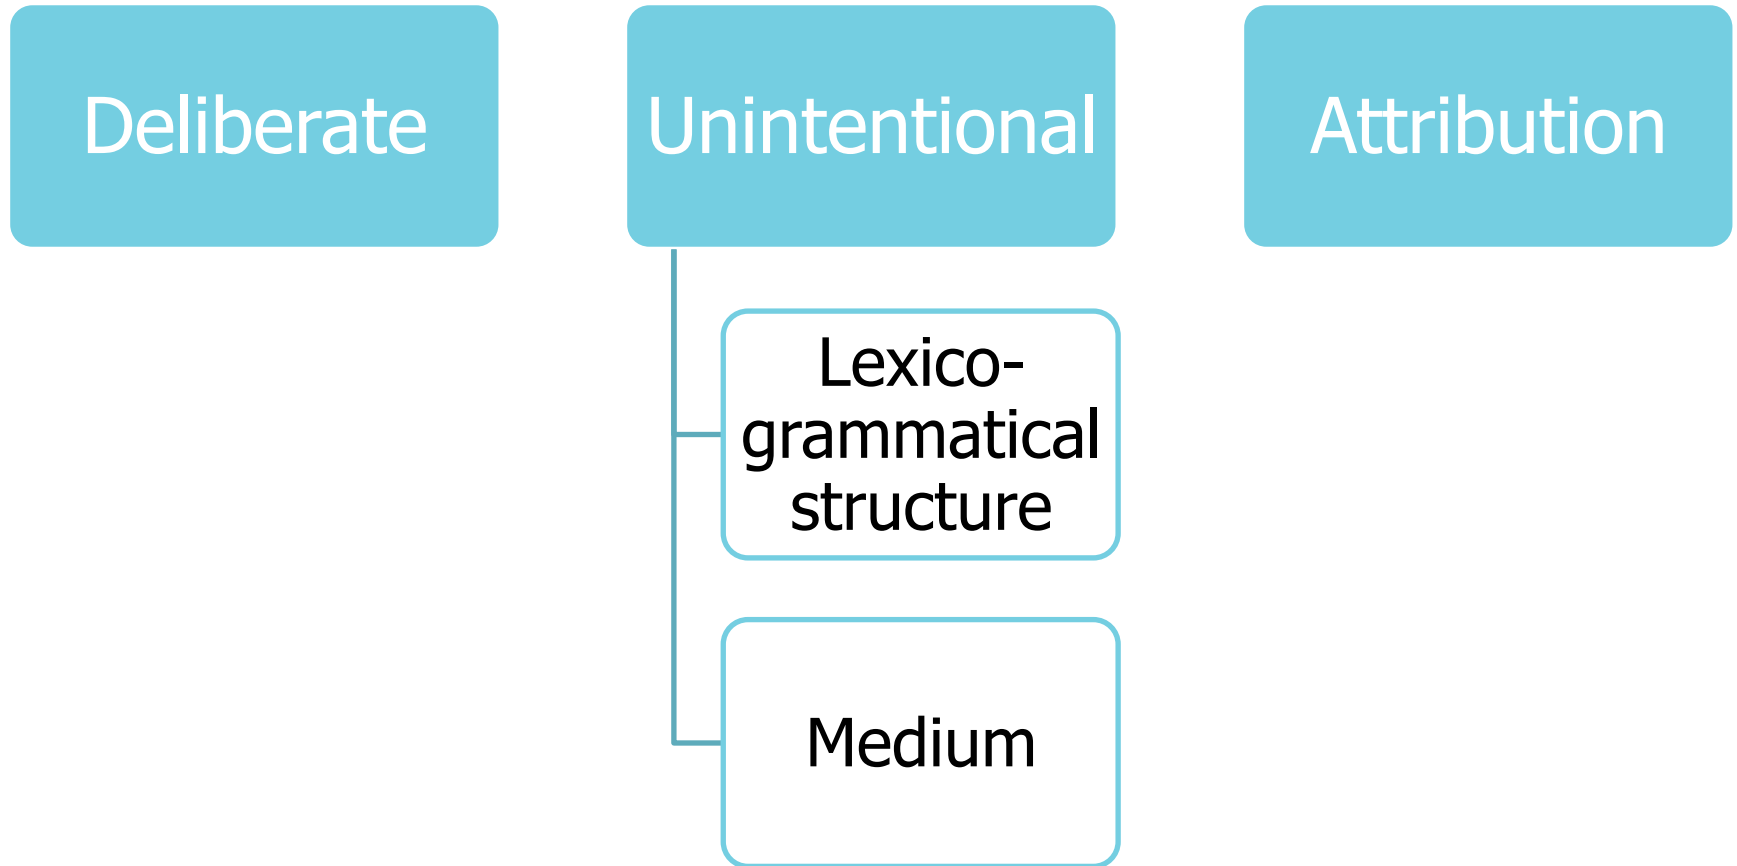 Deliberate
Unintentional
Attribution
Lexico-
grammatical
structure
Medium